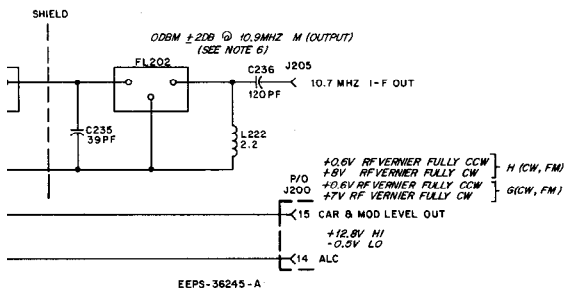 SHIELD
ODBM ±2DB @ 10.9MHZ M (OUTPUT)
(SEE NOTE 6)
FL202
C236
120PF
J205
10.7 MHZ I-F OUT
C235
39PF
L222
2.2
P/O
J200
+0.6V RF VERNIER FULLY CCW
+8V RF VERNIER FULLY CW
H (CW, FM)
+0.6V RF VERNIER FULLY CCW
+7V RF VERNIER FULLY CW
G(CW, FM)
15 CAR & MOD LEVEL OUT
+12.8V HI
-0.5V LO
14 ALC
EEPS-36245-A